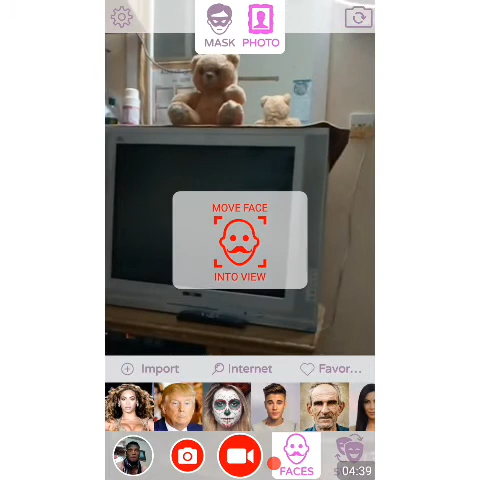 MASK
PHOTO
MOVE FACE
INTO VIEW
Import
Internet
Favor...
FACES
04:39